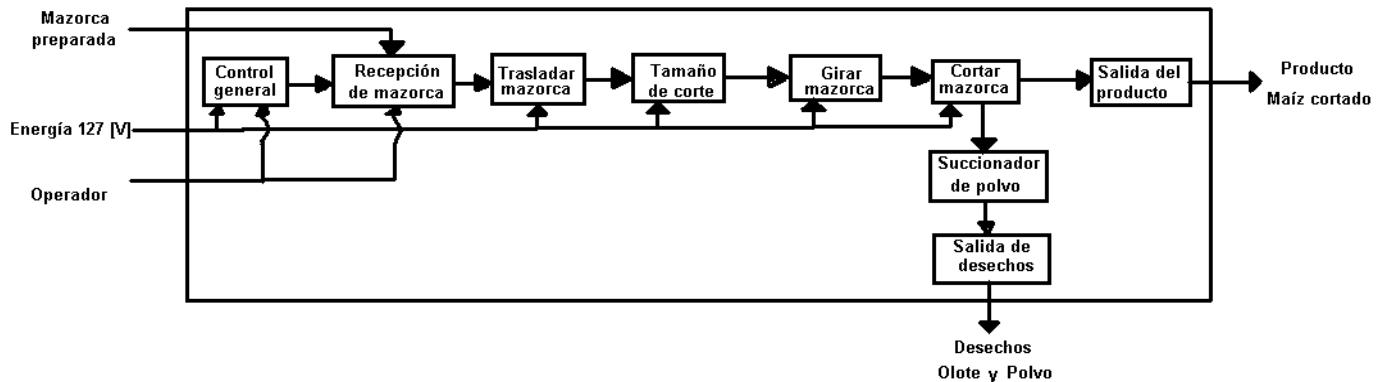 Mazorca
preparada
Control
general
Recepción
de mazorca
Trasladar
mazorca
Tamaño
de corte
Girar
mazorca
Cortar
mazorca
Salida del
producto
Producto
Maíz cortado
Energía 127 [V]
Operador
Succionador
de polvo
Salida de
desechos
Desechos
Olote y Polvo